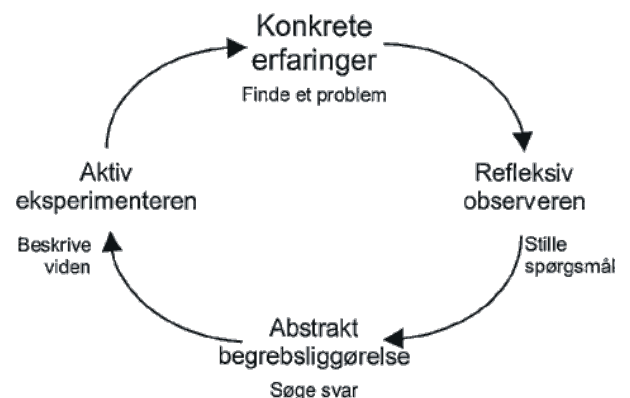 Konkrete
erfaringer
Finde et problem
Refleksiv
observeren
Stille
spørgsmål
Abstrakt
begrebsliggørelse
Søge svar
Aktiv
eksperimenteren
Beskrive
viden